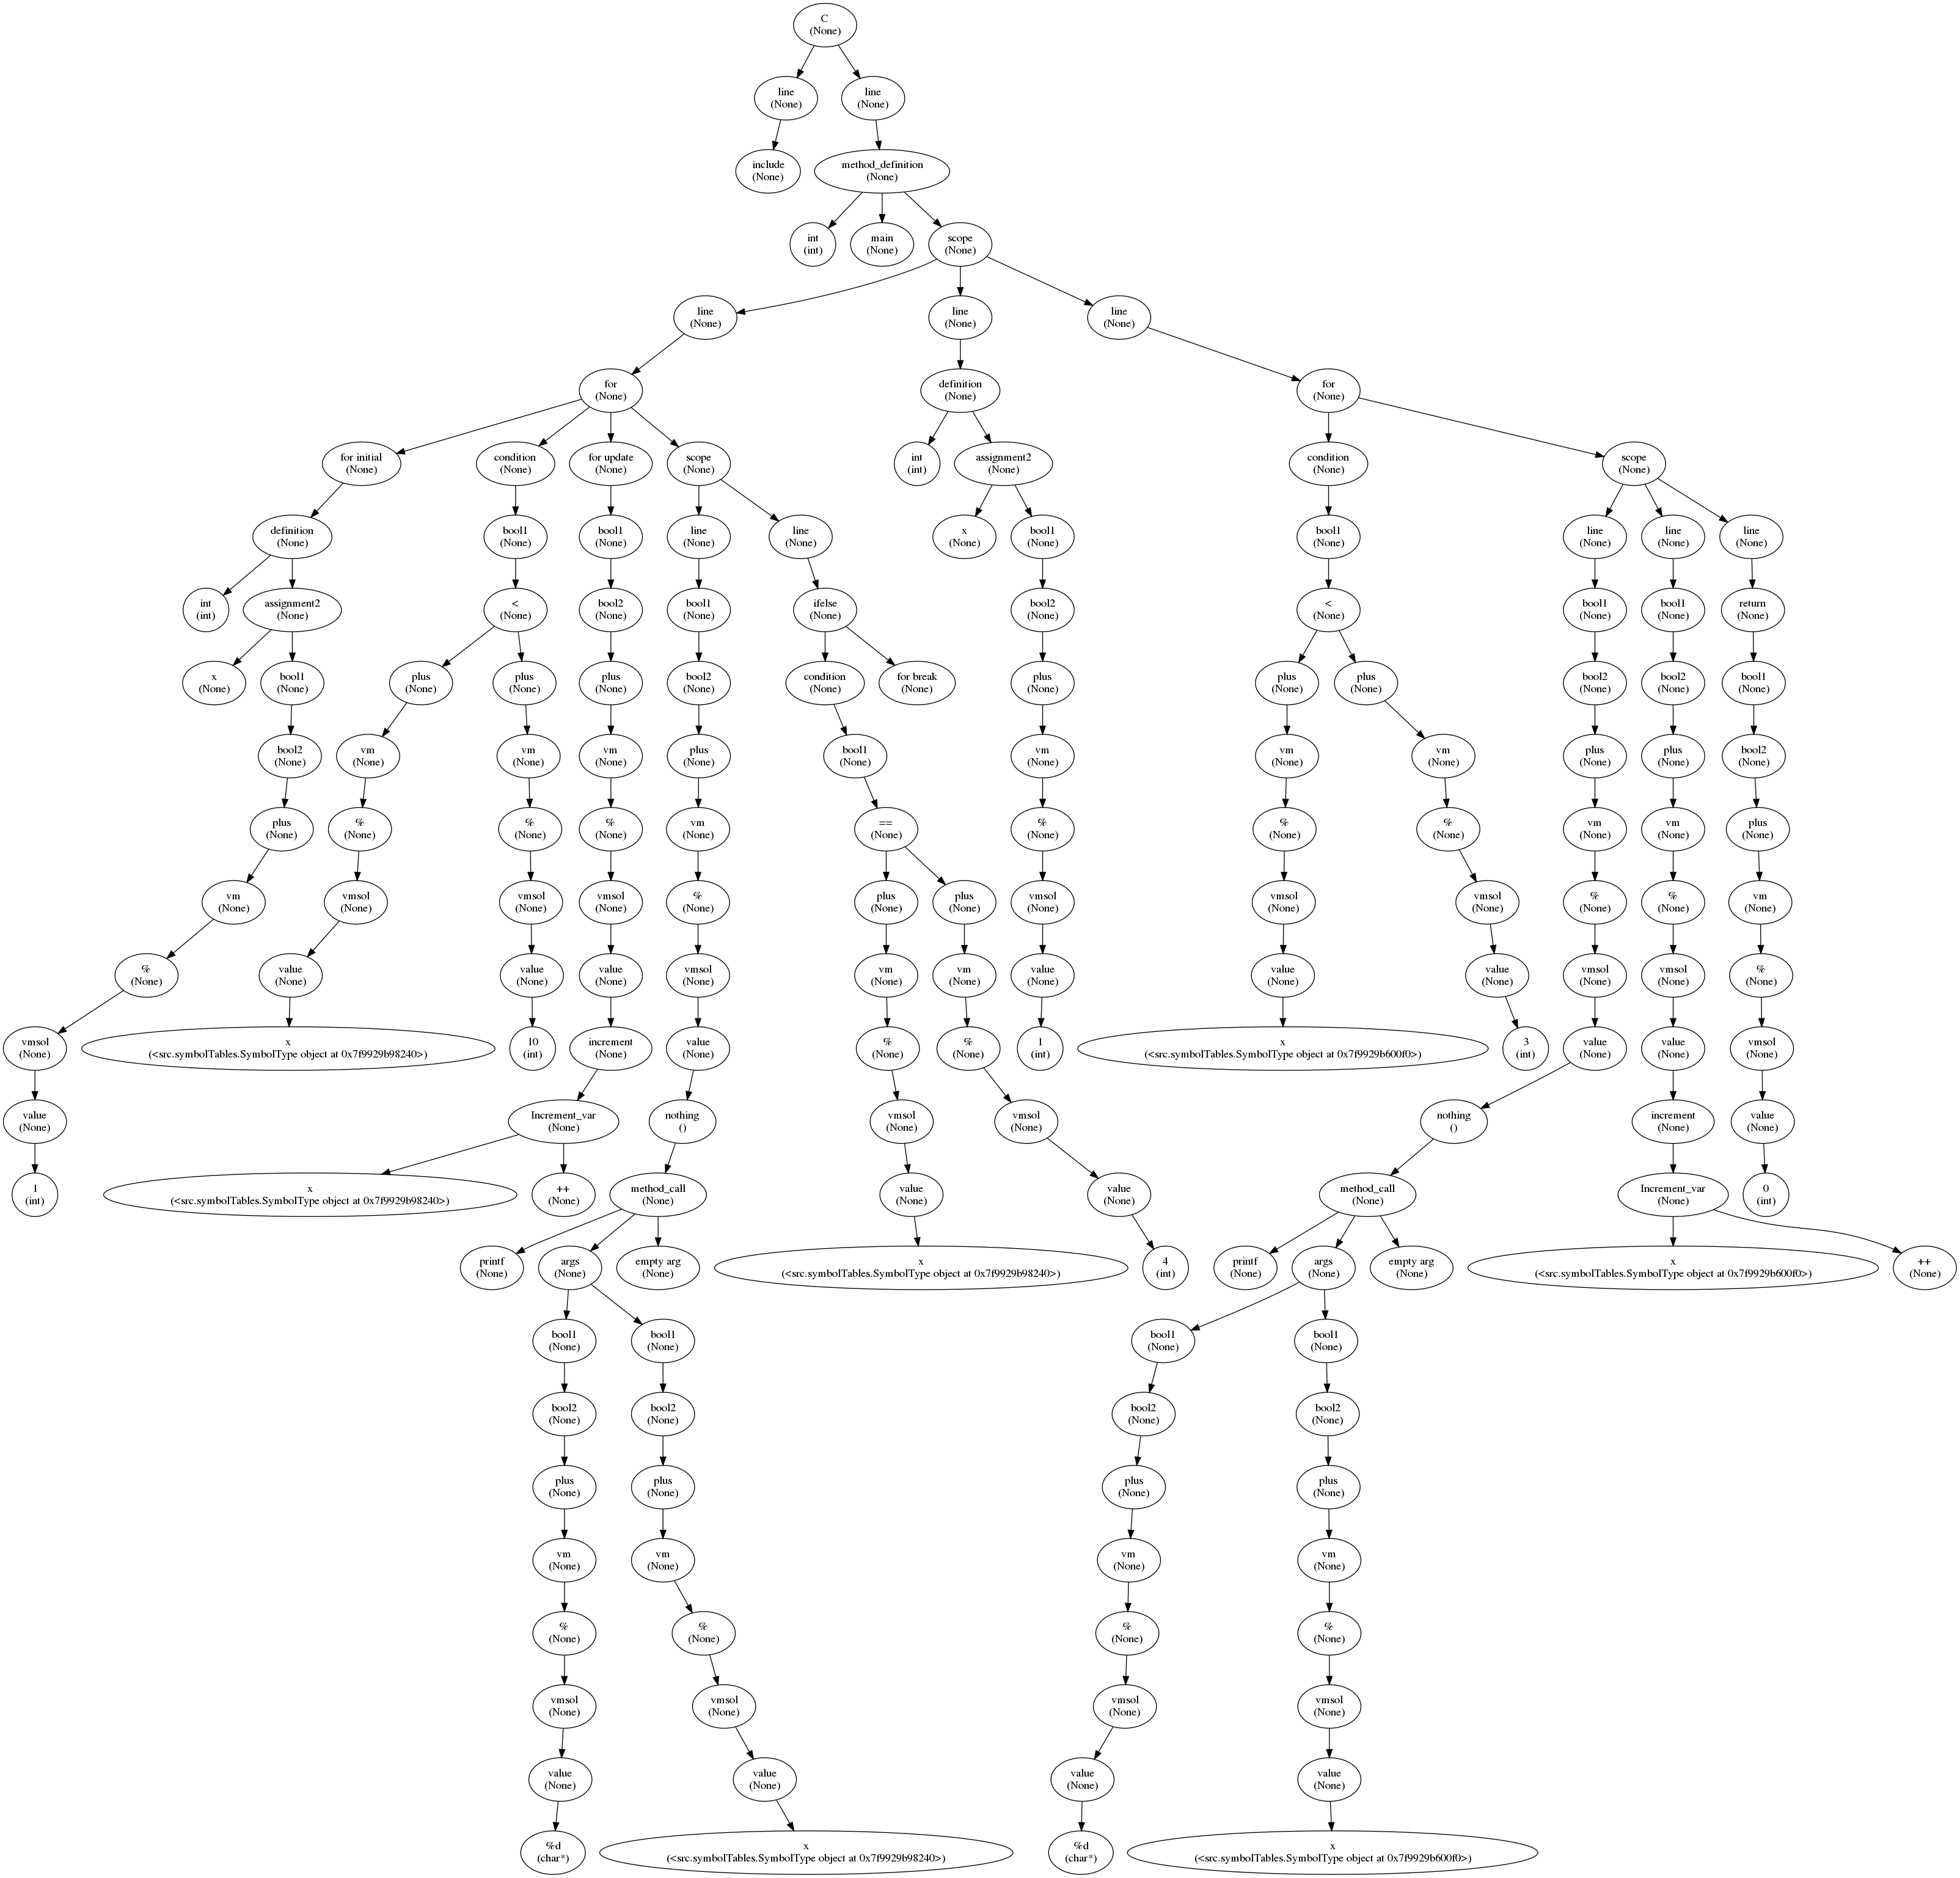 C
(None)
line
(None)
line
(None)
include
(None)
method_definition
(None)
int
(int)
main
(None)
scope
(None)
line
(None)
line
(None)
line
(None)
for
(None)
definition
(None)
for
(None)
for initial
(None)
condition
(None)
for update
(None)
scope
(None)
int
(int)
assignment2
(None)
condition
(None)
scope
(None)
definition
(None)
bool1
(None)
bool1
(None)
line
(None)
line
(None)
x
(None)
bool1
(None)
bool1
(None)
line
(None)
line
(None)
line
(None)
int
(int)
assignment2
(None)
<
(None)
bool2
(None)
bool1
(None)
ifelse
(None)
bool2
(None)
<
(None)
bool1
(None)
bool1
(None)
return
(None)
x
(None)
bool1
(None)
plus
(None)
plus
(None)
plus
(None)
bool2
(None)
condition
(None)
for break
(None)
plus
(None)
plus
(None)
plus
(None)
bool2
(None)
bool2
(None)
bool1
(None)
bool2
(None)
vm
(None)
vm
(None)
vm
(None)
plus
(None)
bool1
(None)
vm
(None)
vm
(None)
vm
(None)
plus
(None)
plus
(None)
bool2
(None)
plus
(None)
%
(None)
%
(None)
%
(None)
vm
(None)
==
(None)
%
(None)
%
(None)
%
(None)
vm
(None)
vm
(None)
plus
(None)
vm
(None)
vmsol
(None)
vmsol
(None)
vmsol
(None)
%
(None)
plus
(None)
plus
(None)
vmsol
(None)
vmsol
(None)
vmsol
(None)
%
(None)
%
(None)
vm
(None)
%
(None)
value
(None)
value
(None)
value
(None)
vmsol
(None)
vm
(None)
vm
(None)
value
(None)
value
(None)
value
(None)
vmsol
(None)
vmsol
(None)
%
(None)
vmsol
(None)
x
(<src.symbolTables.SymbolType object at 0x7f9929b98240>)
10
(int)
increment
(None)
value
(None)
%
(None)
%
(None)
1
(int)
x
(<src.symbolTables.SymbolType object at 0x7f9929b600f0>)
3
(int)
value
(None)
value
(None)
vmsol
(None)
value
(None)
Increment_var
(None)
nothing
()
vmsol
(None)
vmsol
(None)
nothing
()
increment
(None)
value
(None)
1
(int)
x
(<src.symbolTables.SymbolType object at 0x7f9929b98240>)
++
(None)
method_call
(None)
value
(None)
value
(None)
method_call
(None)
Increment_var
(None)
0
(int)
printf
(None)
args
(None)
empty arg
(None)
x
(<src.symbolTables.SymbolType object at 0x7f9929b98240>)
4
(int)
printf
(None)
args
(None)
empty arg
(None)
x
(<src.symbolTables.SymbolType object at 0x7f9929b600f0>)
++
(None)
bool1
(None)
bool1
(None)
bool1
(None)
bool1
(None)
bool2
(None)
bool2
(None)
bool2
(None)
bool2
(None)
plus
(None)
plus
(None)
plus
(None)
plus
(None)
vm
(None)
vm
(None)
vm
(None)
vm
(None)
%
(None)
%
(None)
%
(None)
%
(None)
vmsol
(None)
vmsol
(None)
vmsol
(None)
vmsol
(None)
value
(None)
value
(None)
value
(None)
value
(None)
%d
(char*)
x
(<src.symbolTables.SymbolType object at 0x7f9929b98240>)
%d
(char*)
x
(<src.symbolTables.SymbolType object at 0x7f9929b600f0>)